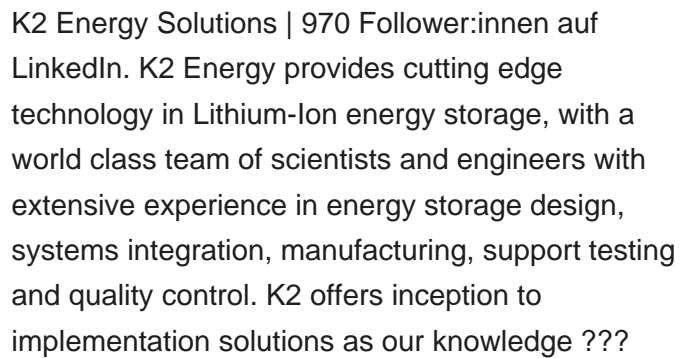 K2 Energy Solutions | 970 Follower:innen auf
LinkedIn. K2 Energy provides cutting edge
technology in Lithium-Ion energy storage, with a
world class team of scientists and engineers with
extensive experience in energy storage design,
systems integration, manufacturing, support testing
and quality control. K2 offers inception to
implementation solutions as our knowledge ???